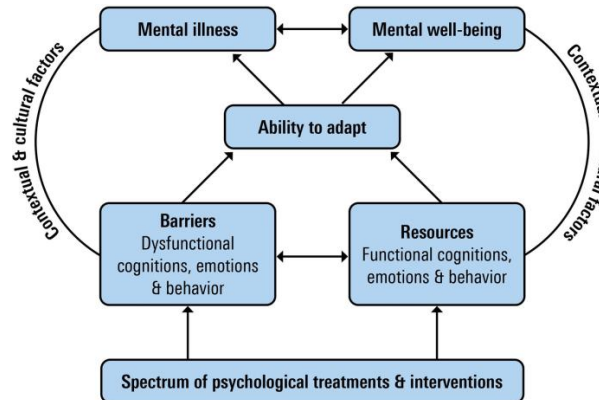 Mental illness
Mental well-being
Contextual & cultural factors
Contextual
factors
Ability to adapt
Barriers
Dysfunctional
cognitions, emotions
& behavior
Resources
Functional cognitions,
emotions & behavior
Spectrum of psychological treatments & interventions